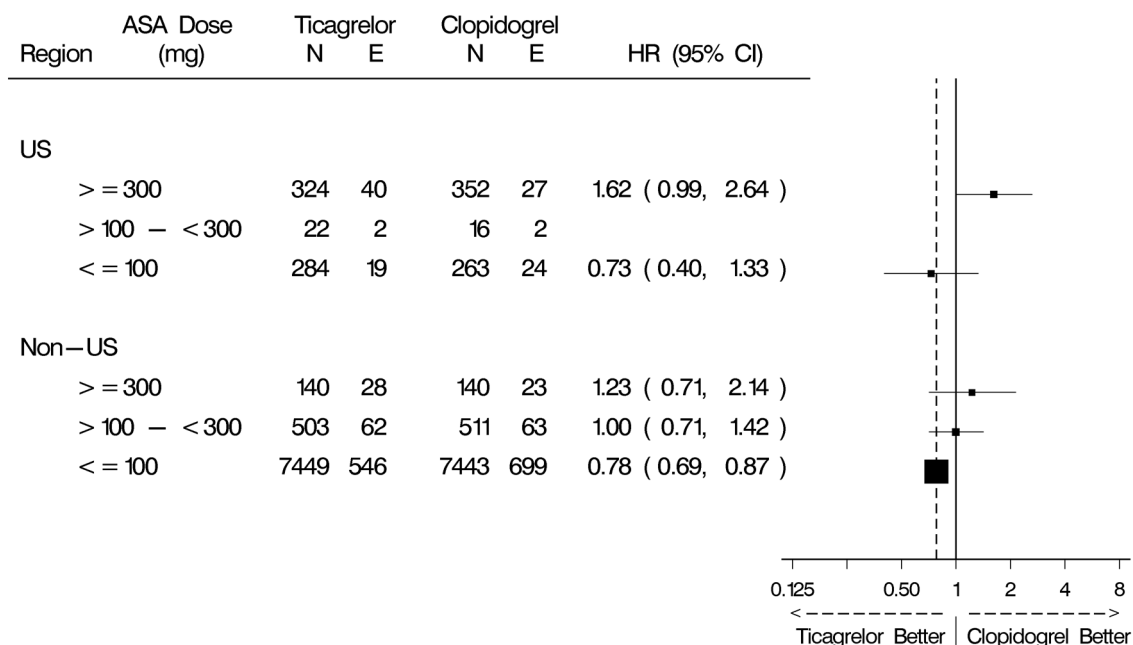 ASA Dose Ticagrelor Clopidogrel
Region (mg) N E N E HR (95% CI)
US
>=300 324 40 352 27 1.62 ( 0.99, 2.64 )
>100 – <300 22 2 16 2
<=100 284 19 263 24 0.73 ( 0.40, 1.33 )
Non–US
>=300 140 28 140 23 1.23 ( 0.71, 2.14 )
>100 – <300 503 62 511 63 1.00 ( 0.71, 1.42 )
<=100 7449 546 7443 699 0.78 ( 0.69, 0.87 )
0.125 0.50 1 2 4 8
Ticagrelor Better Clopidogrel Better